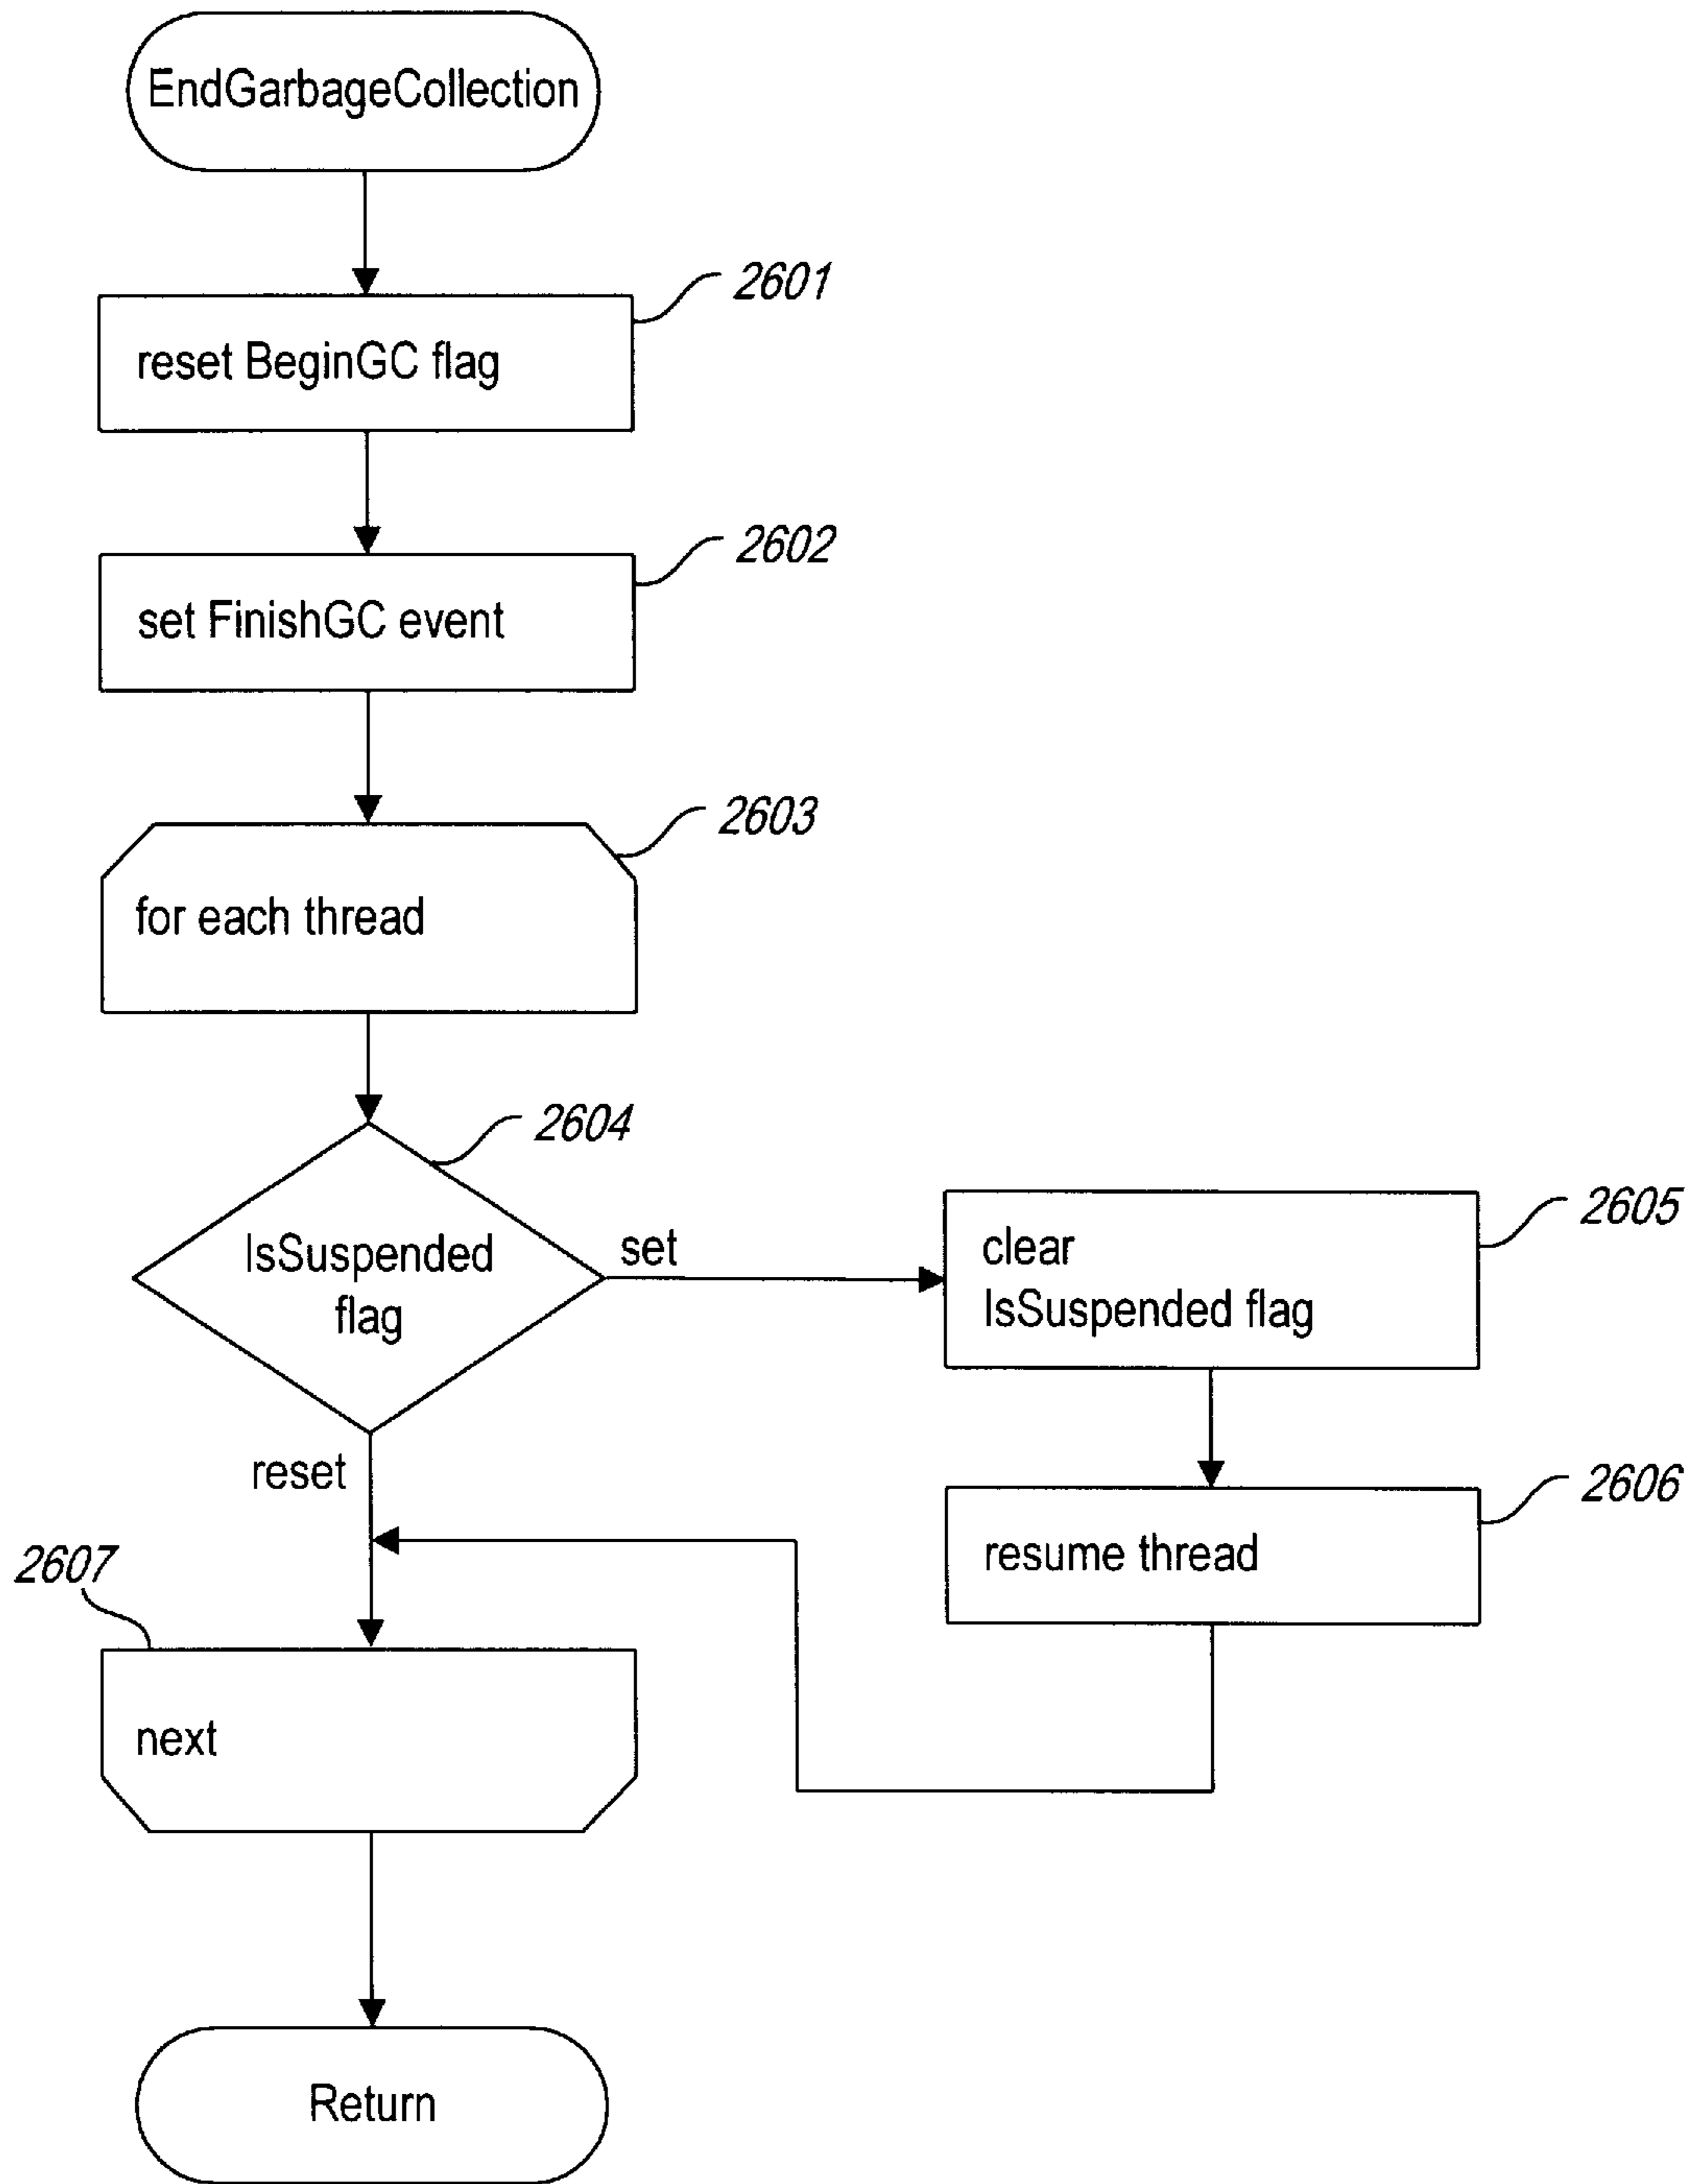 EndGarbageCollection
2601
reset BeginGC flag
2602
set FinishGC event
2603
for each thread
2604
IsSuspended
flag
set
reset
2605
clear
IsSuspended flag
2606
resume thread
2607
next
Return